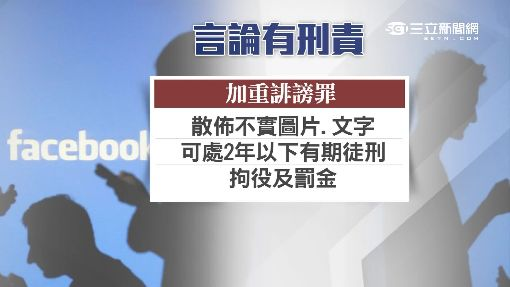 言論有刑責
三立新聞網
SETN.COM
加重誹謗罪
散佈不實圖片.文字
可處2年以下有期徒刑
拘役及罰金
facebook